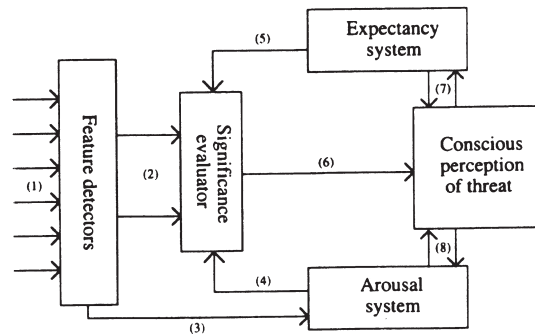 (5)
Expectancy
system
(7)
(1)
Feature detectors
(2)
Significance
evaluator
(6)
Conscious
perception
of threat
(8)
(4)
Arousal
system
(3)